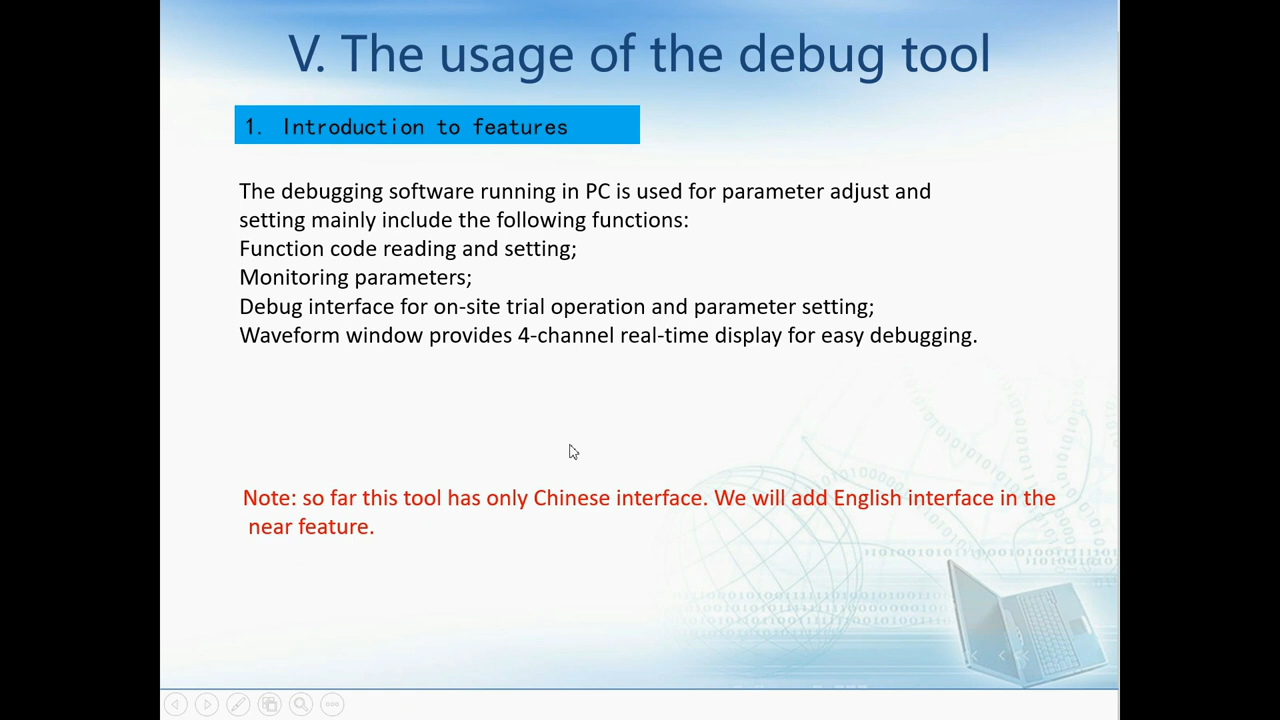 V. The usage of the debug tool
1. Introduction to features
The debugging software running in PC is used for parameter adjust and
setting mainly include the following functions:
Function code reading and setting;
Monitoring parameters;
Debug interface for on-site trial operation and parameter setting;
Waveform window provides 4-channel real-time display for easy debugging.
Note: so far this tool has only Chinese interface. We will add English interface in the
near feature.